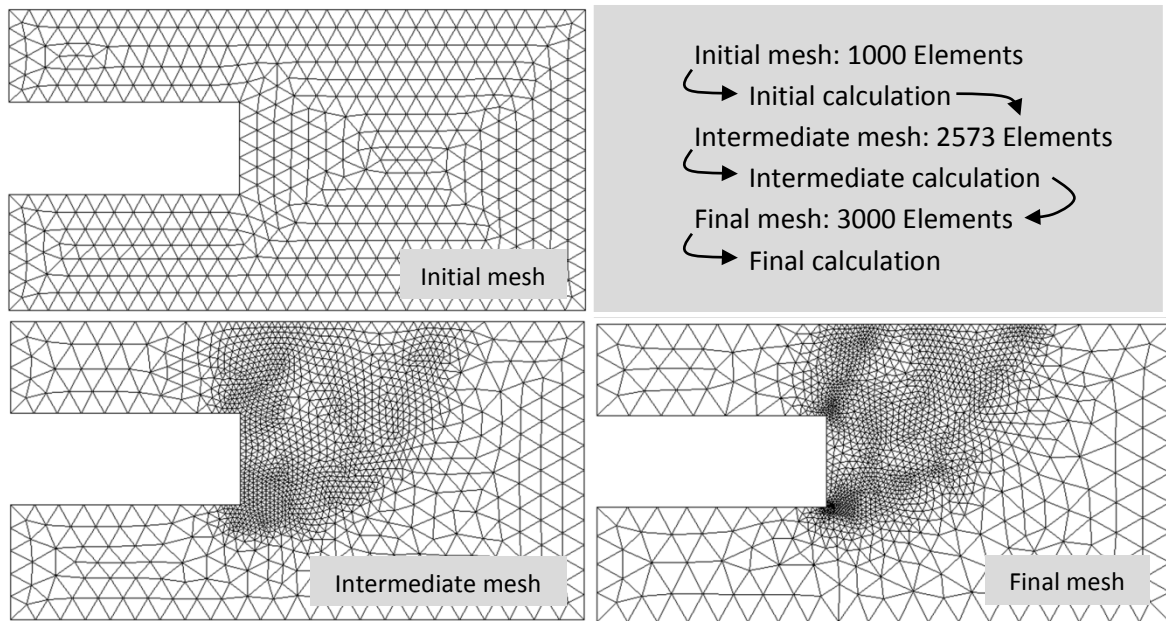 Initial mesh: 1000 Elements
Initial calculation
Intermediate mesh: 2573 Elements
Intermediate calculation
Final mesh: 3000 Elements
Final calculation
Initial mesh
Intermediate mesh
Final mesh